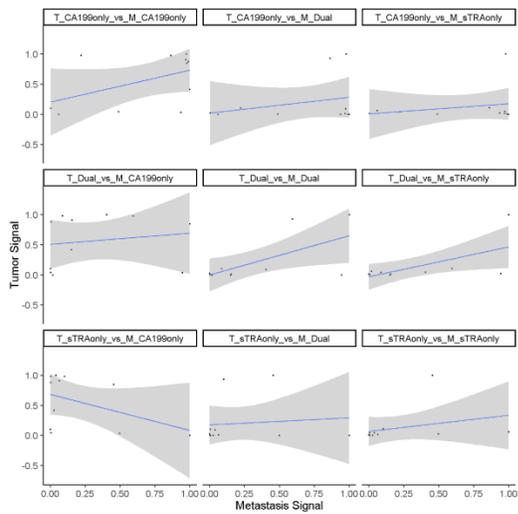 T_CA199only_vs_M_CA199only T_CA199only_vs_M_Dual T_CA199only_vs_M_sTRAonly
1.0
0.5
0.0
-0.5
T_Dual_vs_M_CA199only T_Dual_vs_M_Dual T_Dual_vs_M_sTRAonly
1.0
0.5
0.0
-0.5
Tumor Signal
T_sTRAonly_vs_M_CA199only T_sTRAonly_vs_M_Dual T_sTRAonly_vs_M_sTRAonly
1.0
0.5
0.0
-0.5
0.00 0.25 0.50 0.75 1.00 0.00 0.25 0.50 0.75 1.00 0.00 0.25 0.50 0.75 1.00
Metastasis Signal